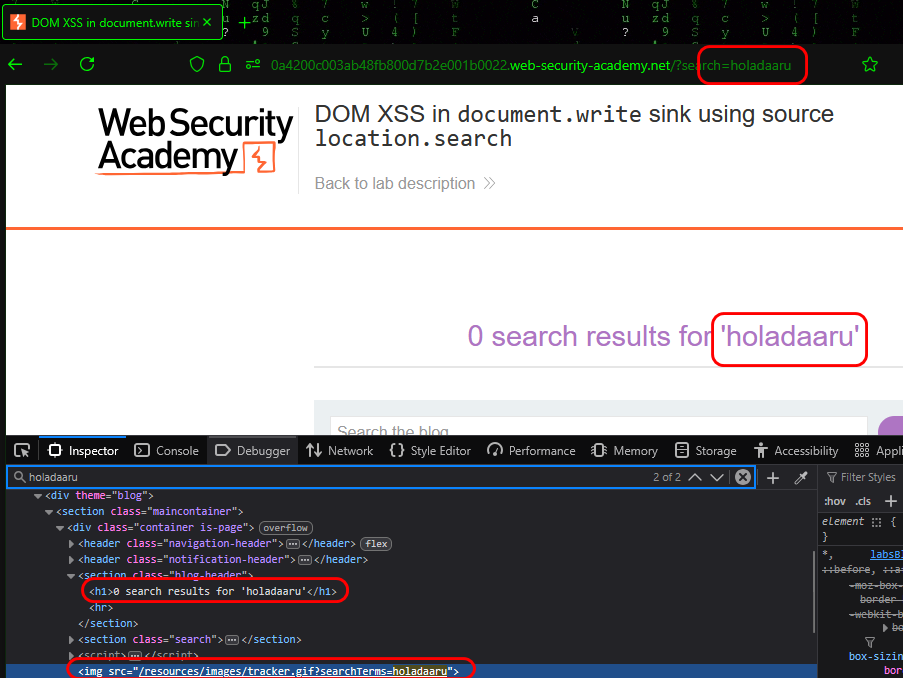 DOM XSS in document.write sin
0a4200c003ab48fb800d7b2e001b0022.web-security-academy.net/?search=holadaaru
Web Security
Academy
DOM XSS in document.write sink using source
location.search
Back to lab description
0 search results for 'holadaaru'
Search the blog
Inspector Console Debugger Network Style Editor Performance Memory Storage Accessibility Appli
holadaaru 2 of 2 Filter Styles
<div theme="blog"> :hov .cls
<section class="maincontainer">
<div class="container is-page"> overflow element {
<header class="navigation-header"> </header> flex }
<header class="notification-header"> </header> *,
<section class="blog-header"> ::before,
<h1>0 search results for 'holadaaru'</h1> -moz-box-
<hr> border
</section> -webkit-b
<section class="search"> </section>
<script> </script> box-sizin
<img src="/resources/images/tracker.gif?searchTerms=holadaaru"> bor